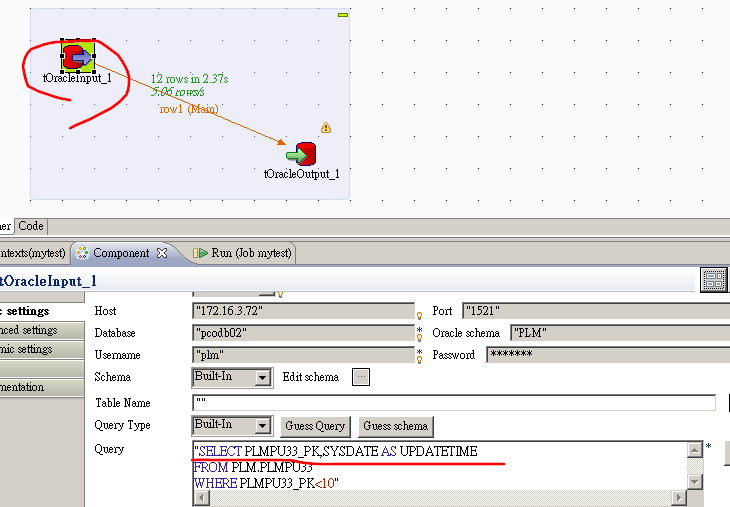 tOracleInput_1
12 rows in 2.37s
5.06 rows/s
row1 (Main)
tOracleOutput_1
ner Code
ntexts(mytest) Component Run (Job mytest)
tOracleInput_1
c settings
nced settings
mic settings
mentation
Host "172.16.3.72" Port "1521"
Database "pcodb02" * Oracle schema "PLM"
Username "plm" * Password *******
Schema Built-In Edit schema ...
Table Name ""
Query Type Built-In Guess Query Guess schema
Query "SELECT PLMPU33_PK,SYSDATE AS UPDATETIME *
FROM PLM.PLMPU33
WHERE PLMPU33_PK<10"